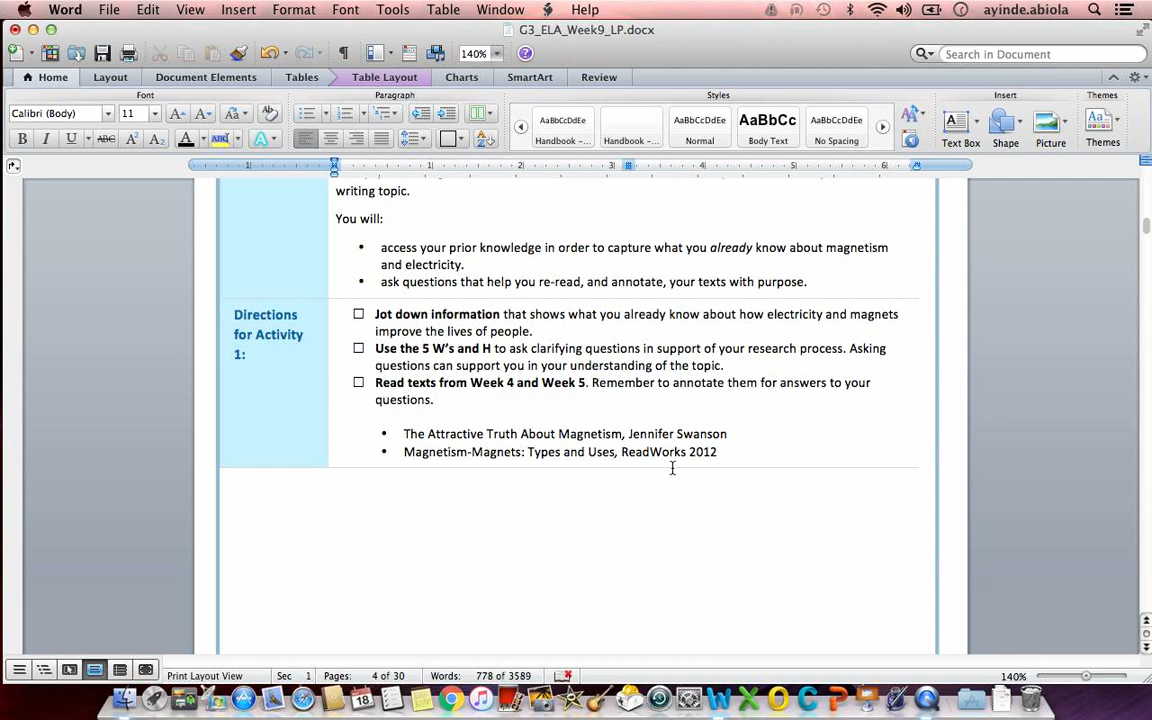 Word File Edit View Insert Format Font Tools Table Window Help ayinde.abiola
G3_ELA_Week9_LP.docx
140% Search in Document
Home Layout Document Elements Tables Table Layout Charts SmartArt Review
Font Paragraph Styles Insert Themes
Calibri (Body) 11
AaBbCcDdE AaBbCcDdEe AaBbCc AaBbCcDdEe
Handbook -... Handbook -... Normal Body Text No Spacing Text Box Shape Picture Themes
writing topic.
You will:
• access your prior knowledge in order to capture what you already know about magnetism
and electricity.
• ask questions that help you re-read, and annotate, your texts with purpose.
Directions
for Activity
1:
Jot down information that shows what you already know about how electricity and magnets
improve the lives of people.
Use the 5 W's and H to ask clarifying questions in support of your research process. Asking
questions can support you in your understanding of the topic.
Read texts from Week 4 and Week 5. Remember to annotate them for answers to your
questions.
• The Attractive Truth About Magnetism, Jennifer Swanson
• Magnetism-Magnets: Types and Uses, ReadWorks 2012
Print Layout View Sec 1 Pages: 4 of 30 Words: 778 of 3589 140%